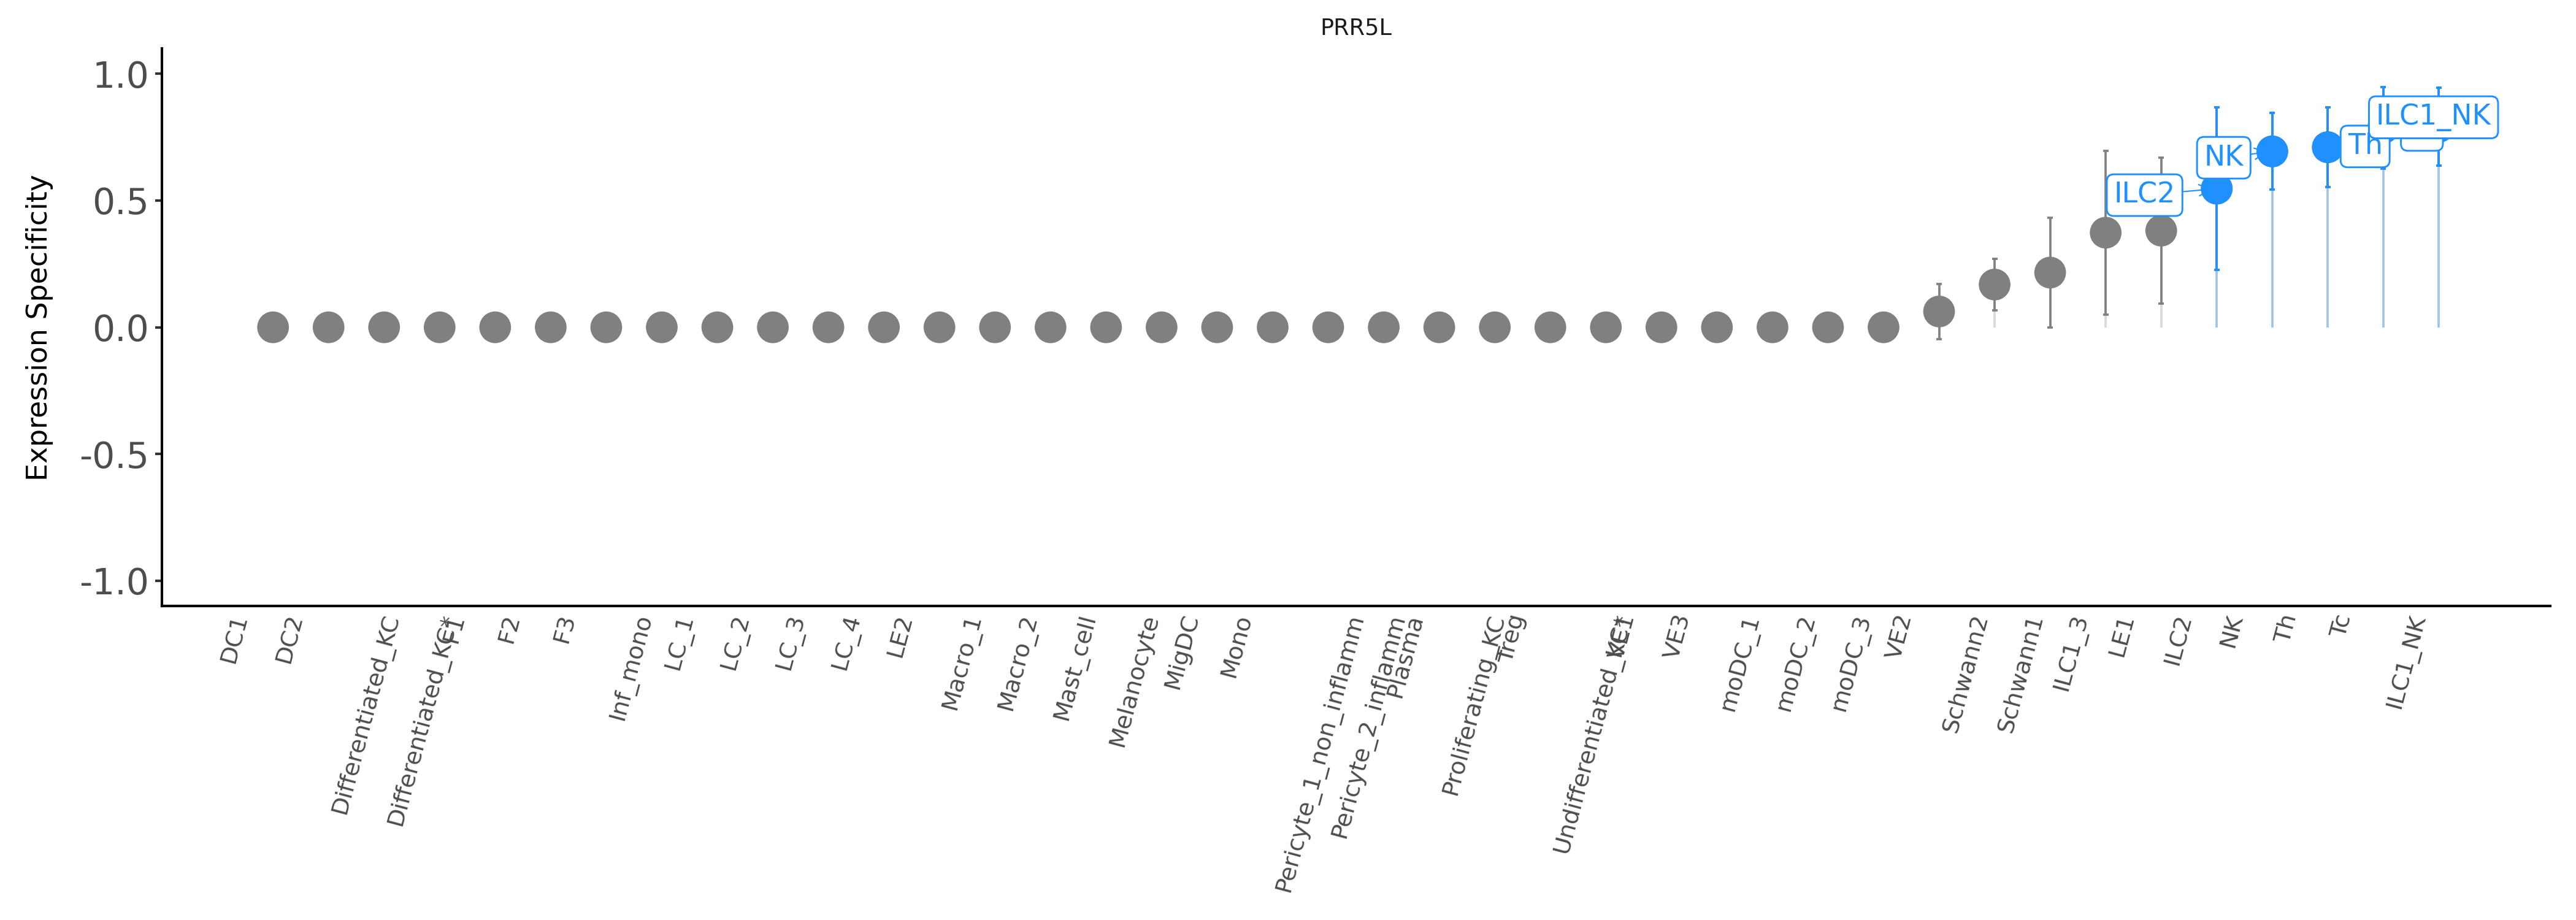 PRR5L
Expression Specificity
1.0
0.5
0.0
-0.5
-1.0
ILC2
NK
Th
ILC1_NK
DC1
DC2
Differentiated_KC
Differentiated_KC*
F1
F2
F3
Inf_mono
LC_1
LC_2
LC_3
LC_4
LE2
Macro_1
Macro_2
Mast_cell
Melanocyte
MigDC
Mono
Pericyte_1_non_inflamm
Pericyte_2_inflamm
Plasma
Proliferating_KC
Treg
Undifferentiated_KC*
VE1
VE3
moDC_1
moDC_2
moDC_3
VE2
Schwann2
Schwann1
ILC1_3
LE1
ILC2
NK
Th
Tc
ILC1_NK